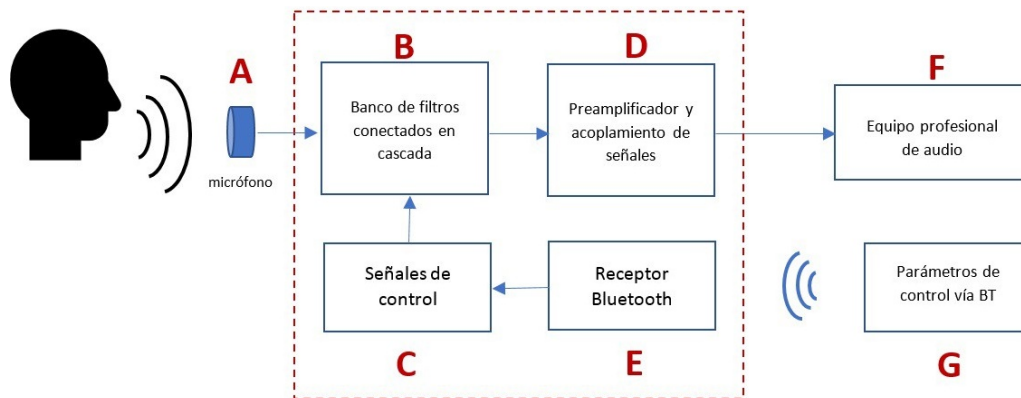 A
micrófono
B
Banco de filtros
conectados en
cascada
D
Preamplificador y
acoplamiento de
señales
F
Equipo profesional
de audio
Señales de
control
C
Receptor
Bluetooth
E
Parámetros de
control vía BT
G